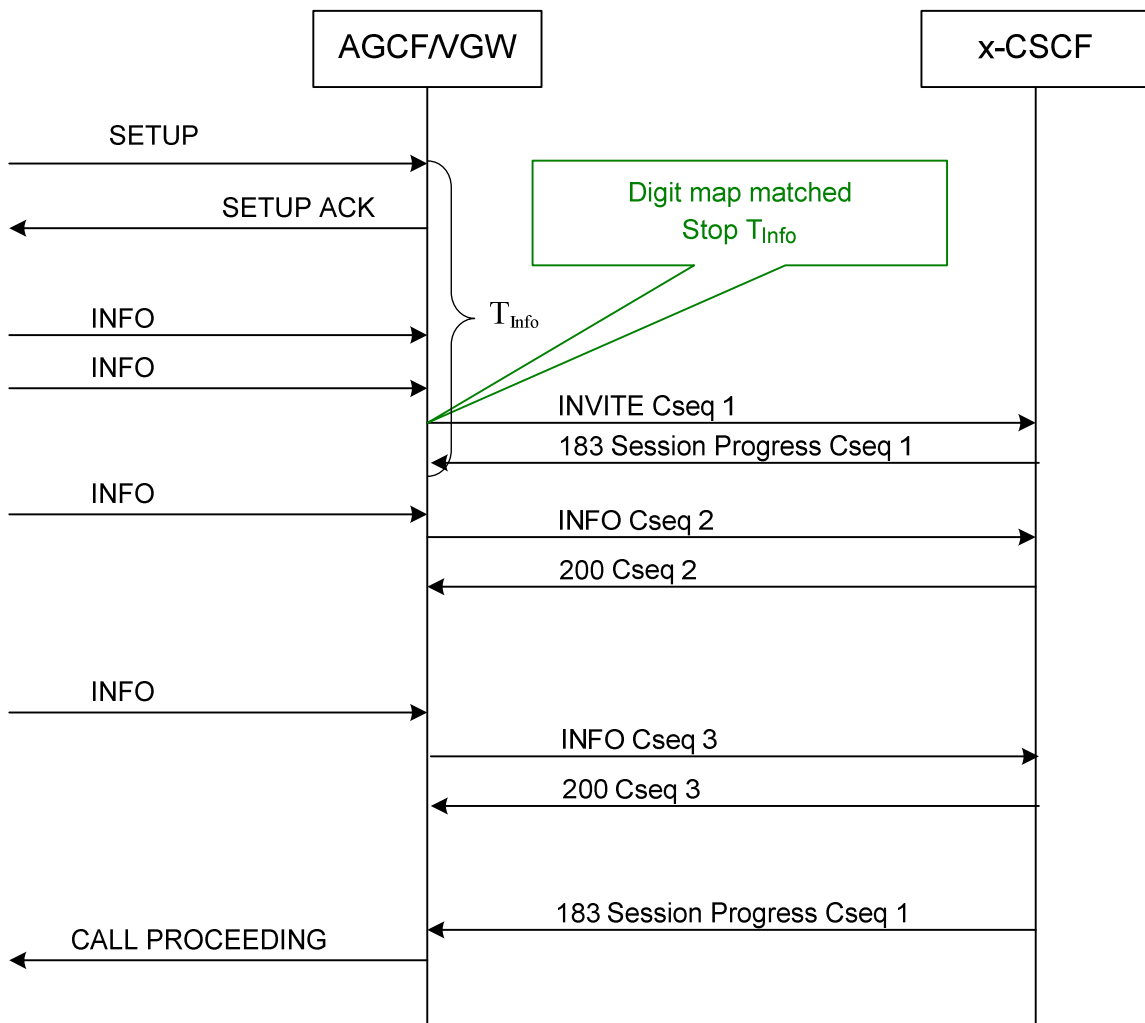 AGCF/VGW
x-CSCF
SETUP
SETUP ACK
Digit map matched
Stop TInfo
INFO
TInfo
INFO
INVITE Cseq 1
183 Session Progress Cseq 1
INFO
INFO Cseq 2
200 Cseq 2
INFO
INFO Cseq 3
200 Cseq 3
183 Session Progress Cseq 1
CALL PROCEEDING